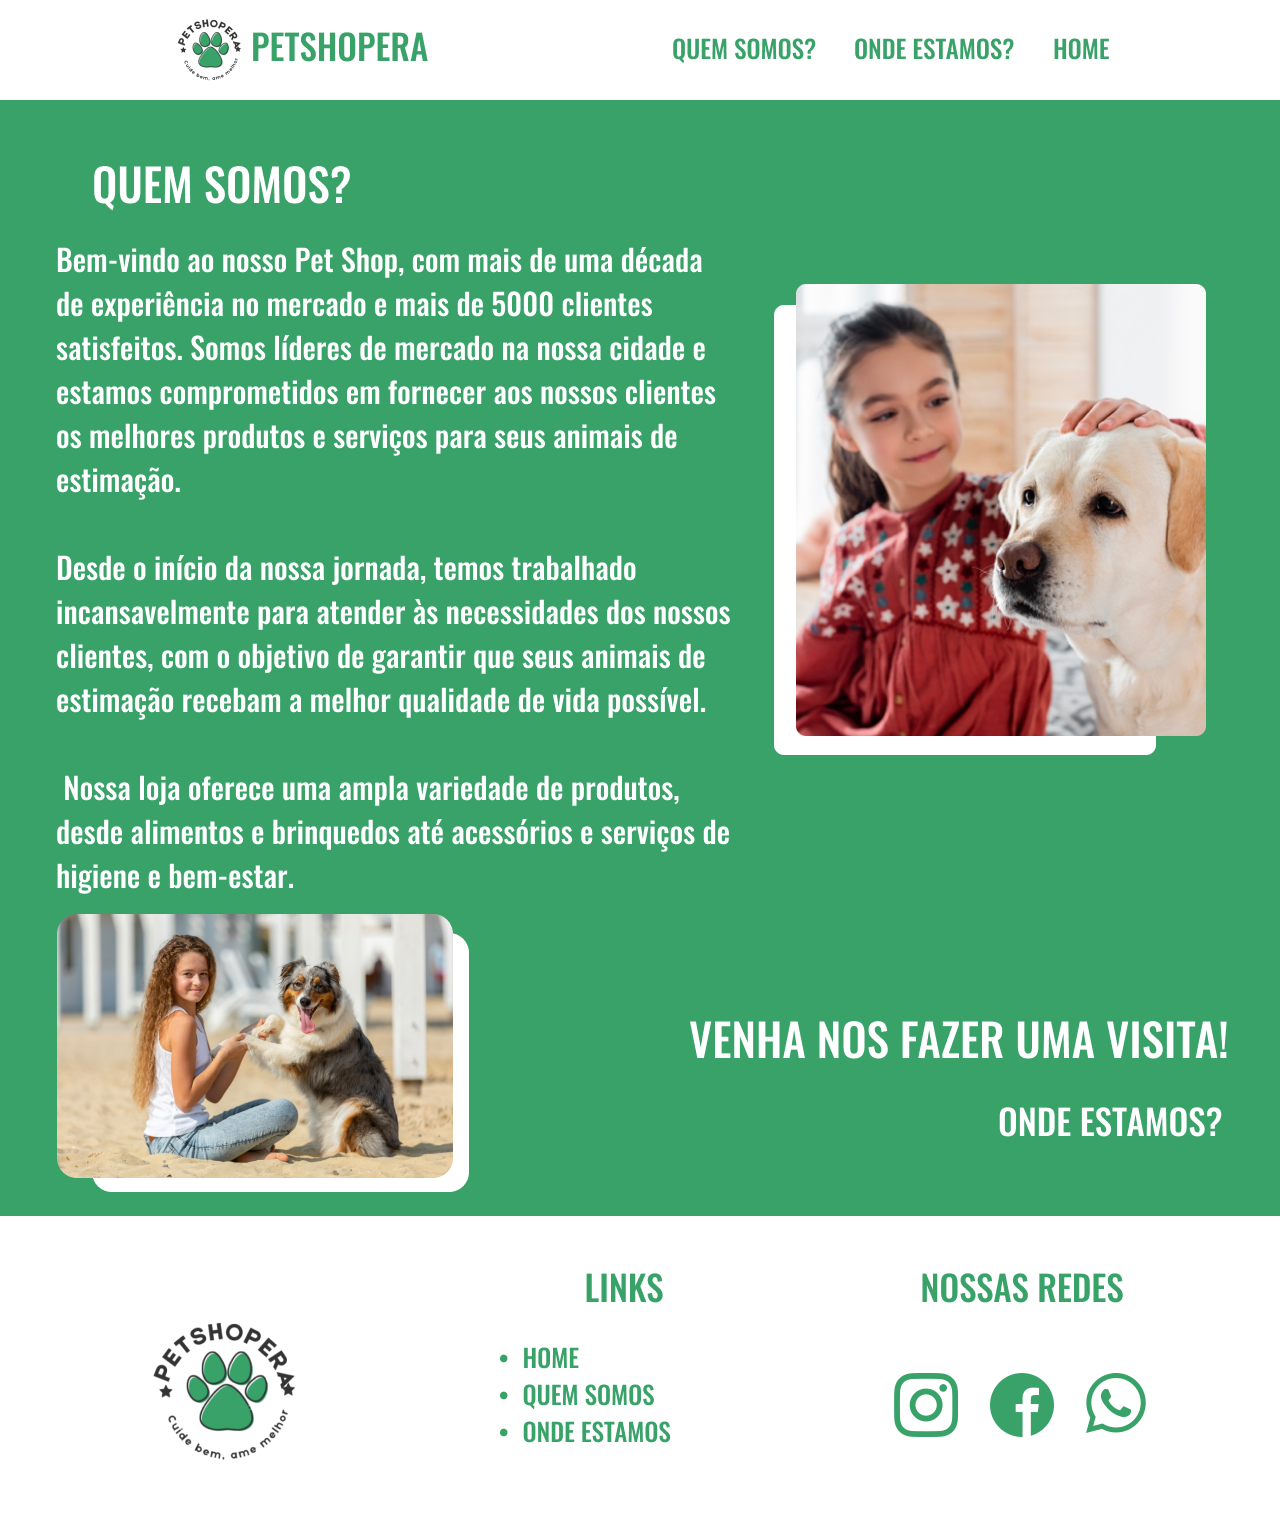 PETSHOPERA
Cuide bem, ame melhor
PETSHOPERA
QUEM SOMOS?
ONDE ESTAMOS?
HOME
QUEM SOMOS?
Bem-vindo ao nosso Pet Shop, com mais de uma década
de experiência no mercado e mais de 5000 clientes
satisfeitos. Somos líderes de mercado na nossa cidade e
estamos comprometidos em fornecer aos nossos clientes
os melhores produtos e serviços para seus animais de
estimação.
Desde o início da nossa jornada, temos trabalhado
incansavelmente para atender às necessidades dos nossos
clientes, com o objetivo de garantir que seus animais de
estimação recebam a melhor qualidade de vida possível.
Nossa loja oferece uma ampla variedade de produtos,
desde alimentos e brinquedos até acessórios e serviços de
higiene e bem-estar.
VENHA NOS FAZER UMA VISITA!
ONDE ESTAMOS?
PETSHOPERA
Cuide bem, ame melhor
LINKS
• HOME
• QUEM SOMOS
• ONDE ESTAMOS
NOSSAS REDES